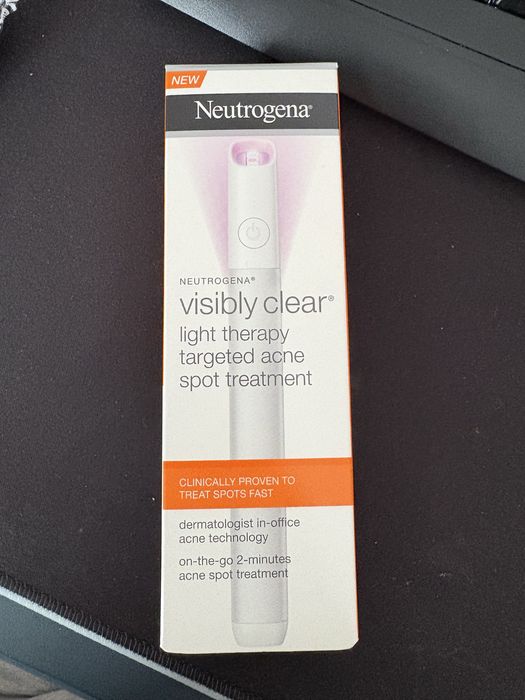 NEW
Neutrogena®
NEUTROGENA®
visibly clear®
light therapy
targeted acne
spot treatment
CLINICALLY PROVEN TO
TREAT SPOTS FAST
dermatologist in-office
acne technology
on-the-go 2-minutes
acne spot treatment